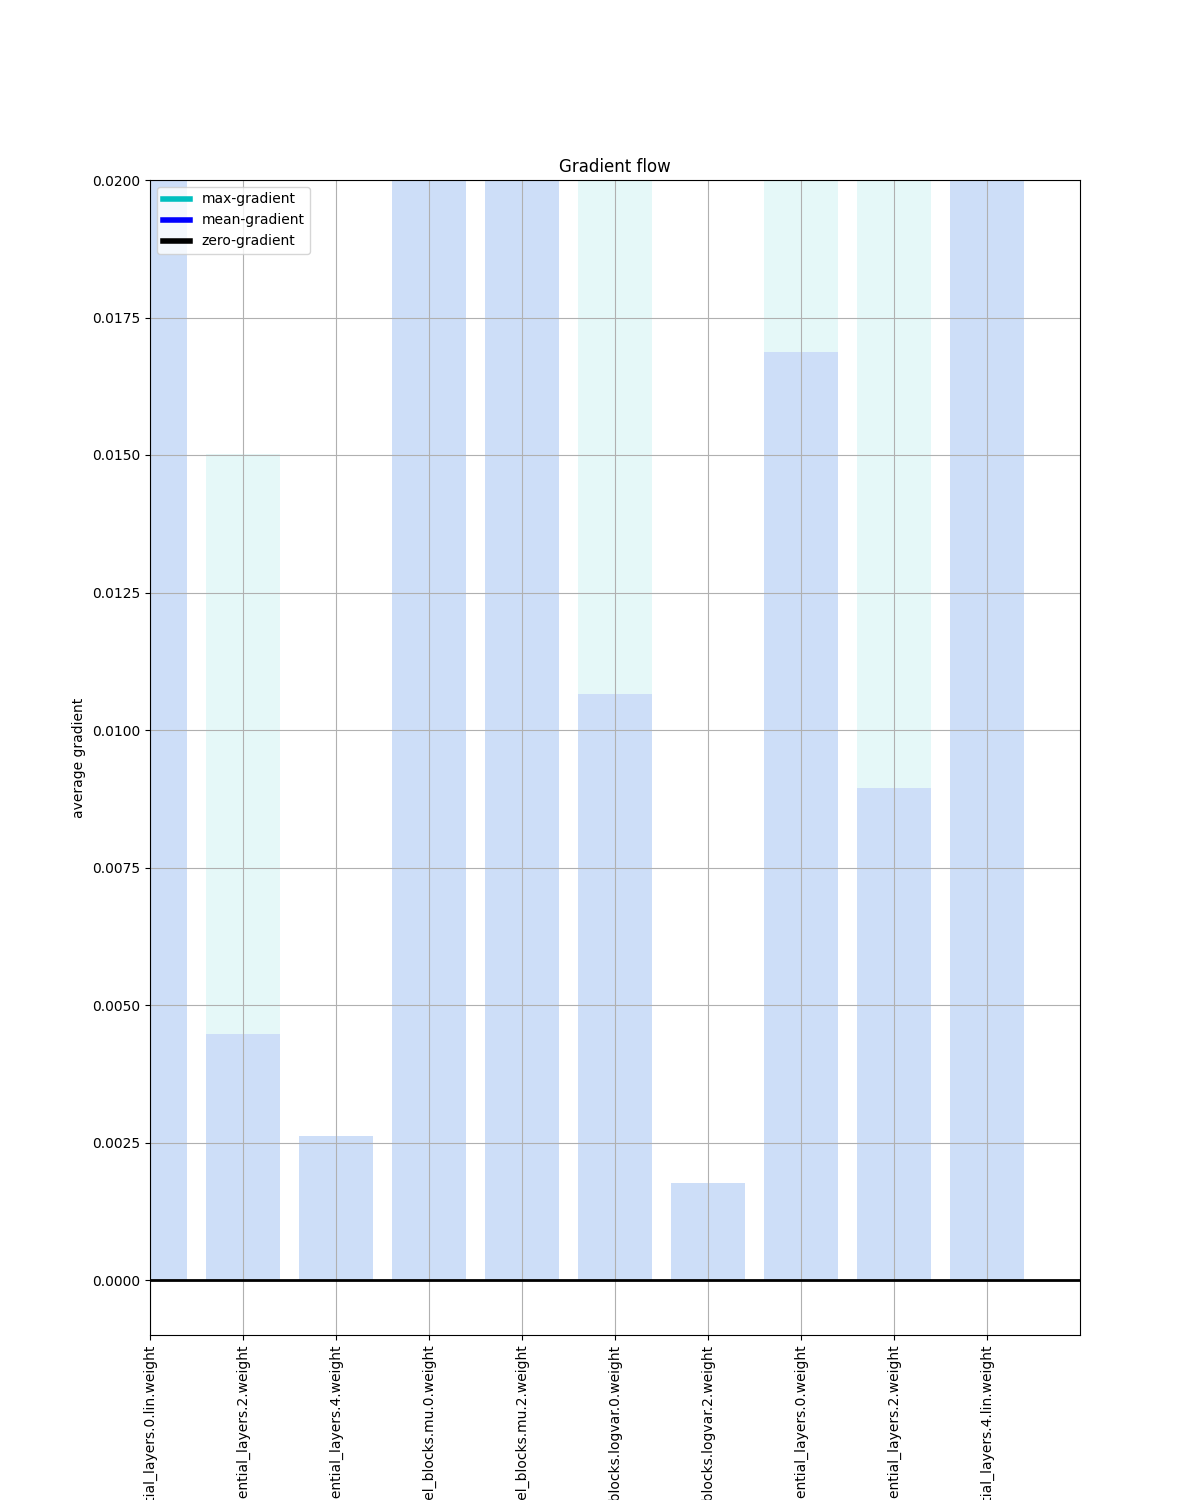 Gradient flow
max-gradient
mean-gradient
zero-gradient
0.0200
0.0175
0.0150
0.0125
0.0100
0.0075
0.0050
0.0025
0.0000
average gradient
tial_layers.0.lin.weight
ential_layers.2.weight
ential_layers.4.weight
el_blocks.mu.0.weight
el_blocks.mu.2.weight
blocks.logvar.0.weight
blocks.logvar.2.weight
ential_layers.0.weight
ential_layers.2.weight
tial_layers.4.lin.weight